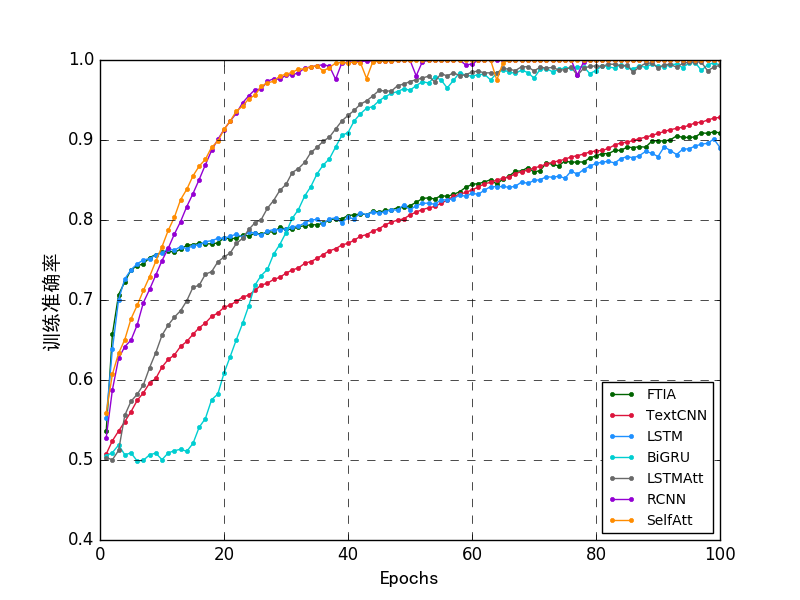 1.0
0.9
0.8
0.7
0.6
0.5
0.4
训练准确率
FTIA
TextCNN
LSTM
BiGRU
LSTMAtt
RCNN
SelfAtt
0 20 40 60 80 100
Epochs